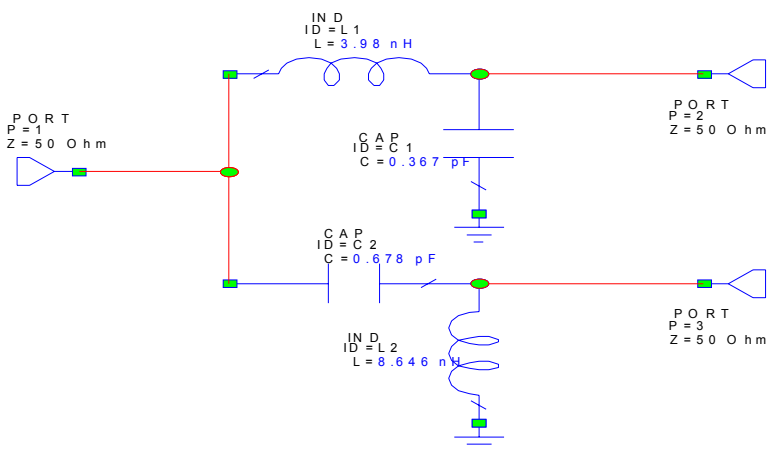 IND
ID=L1
L=3.98 nH
PORT
P=1
Z=50 Ohm
PORT
P=2
Z=50 Ohm
CAP
ID=C1
C=0.367 pF
CAP
ID=C2
C=0.678 pF
IND
ID=L2
L=8.646 nH
PORT
P=3
Z=50 Ohm